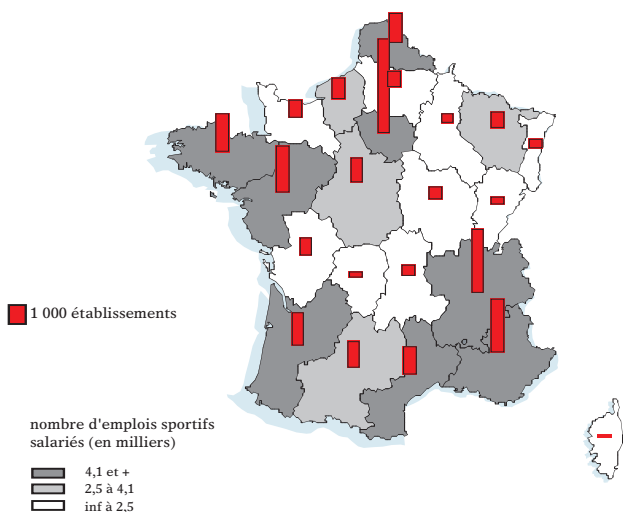 1 000 établissements
nombre d'emplois sportifs
salariés (en milliers)
4,1 et +
2,5 à 4,1
inf à 2,5